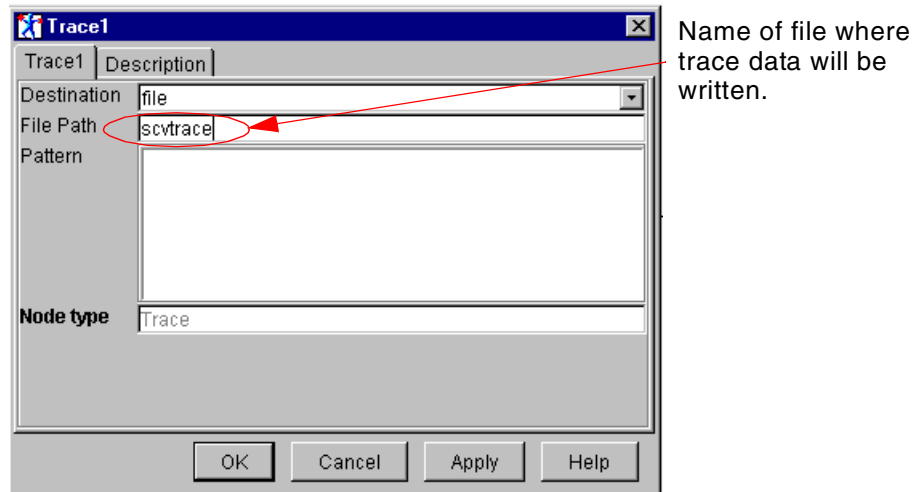 Trace1
Trace1 Description
Destination file
File Path scvtrace
Pattern
Node type Trace
OK Cancel Apply Help
Name of file where
trace data will be
written.